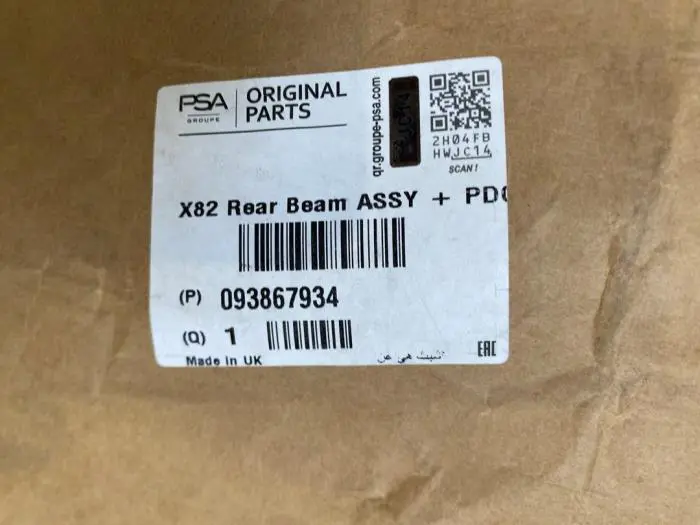 PSA
GROUPE
ORIGINAL
PARTS
qr.groupe-psa.com
2H04FB
HWJC14
SCAN!
X82 Rear Beam ASSY + PDC
(P) 093867934
(Q) 1
Made in UK
EAC